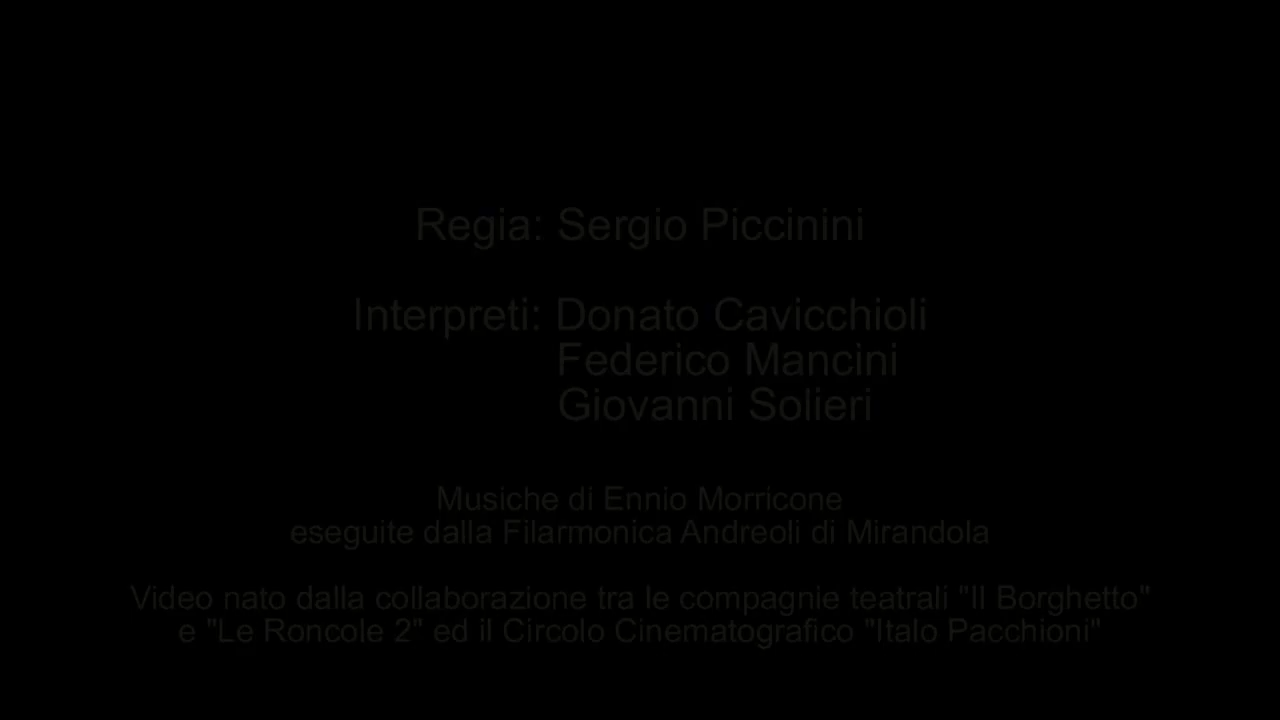 Regia: Sergio Piccinini
Interpreti: Donato Cavicchioli
Federico Mancini
Giovanni Solieri
Musiche di Ennio Morricone
eseguite dalla Filarmonica Andreoli di Mirandola
Video nato dalla collaborazione tra le compagnie teatrali "Il Borghetto"
e "Le Roncole 2" ed il Circolo Cinematografico "Italo Pacchioni"